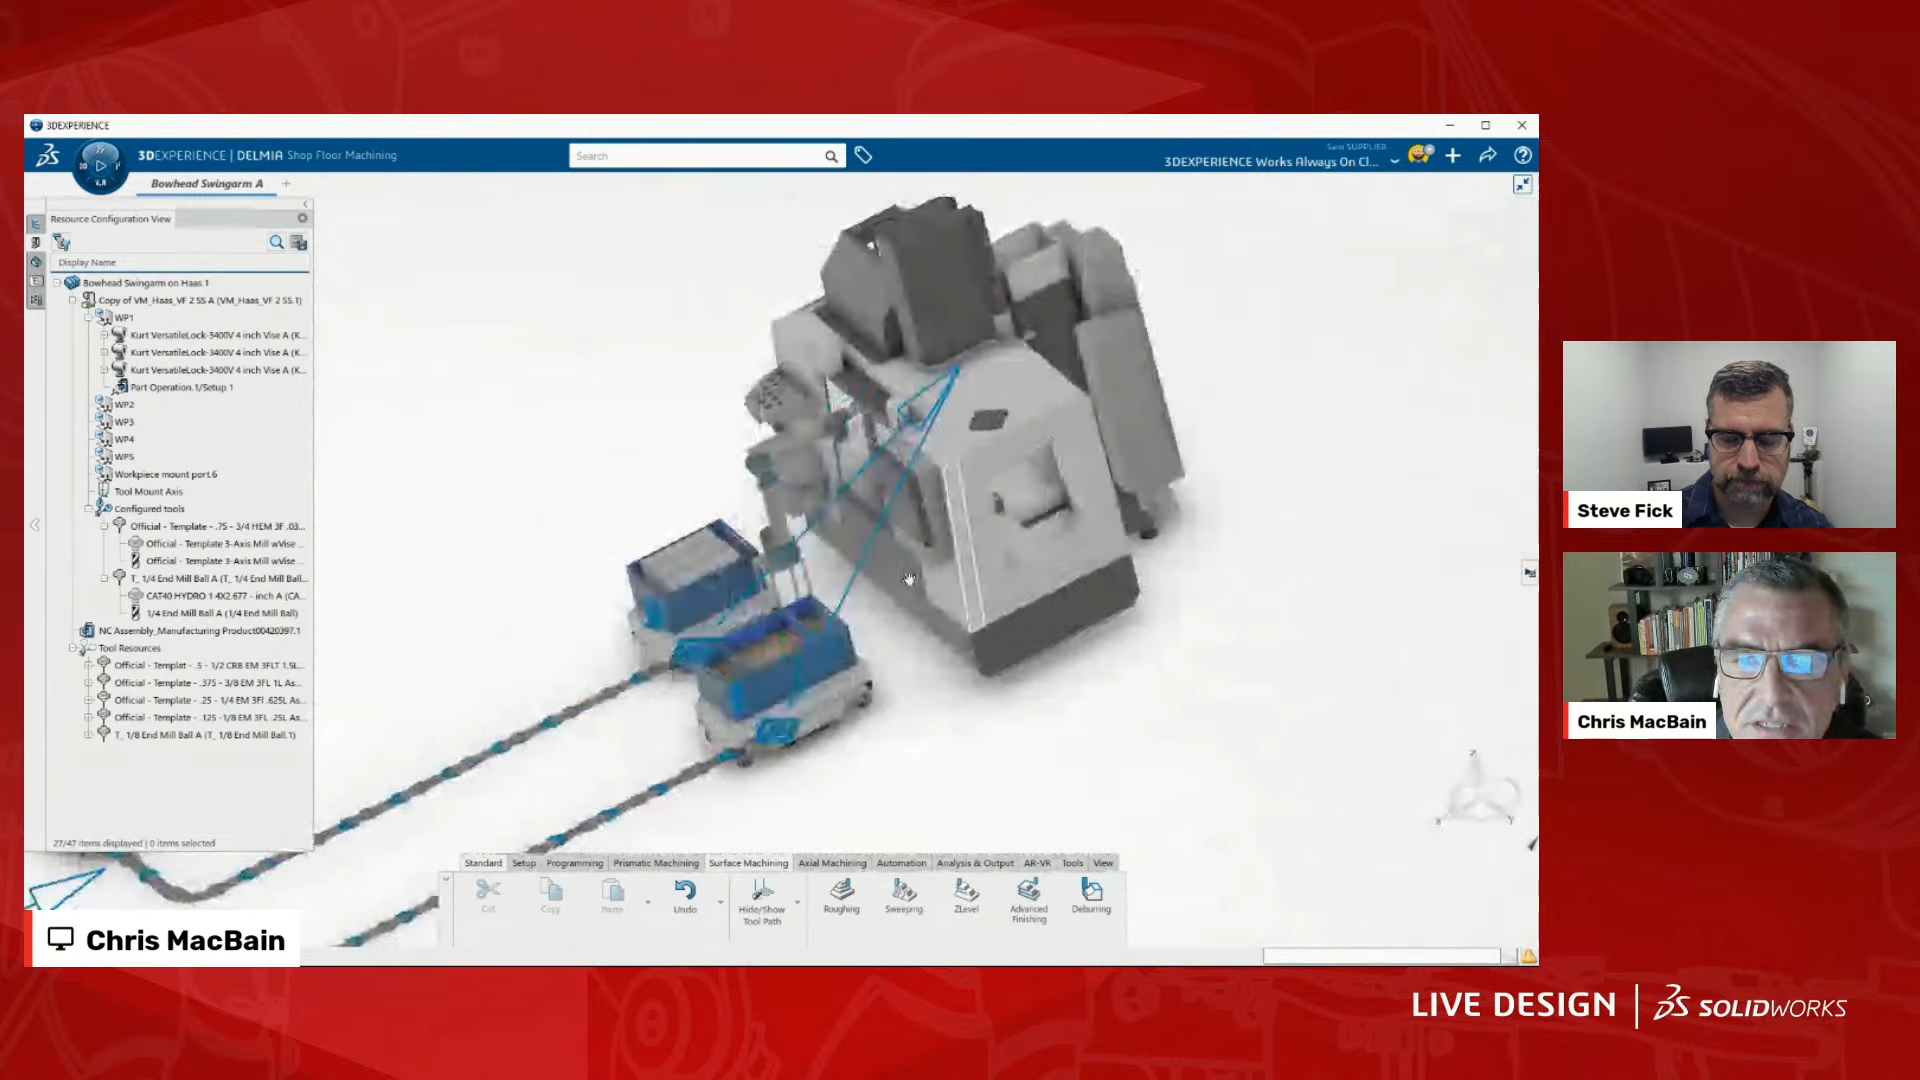 3DEXPERIENCE
3DEXPERIENCE | DELMIA Shop Floor Machining
Search
Sam SUPPLIER
3DEXPERIENCE Works Always On Cl...
3D
V.R
Bowhead Swingarm A
Resource Configuration View
Display Name
Bowhead Swingarm on Haas.1
Copy of VM_Haas_VF 2 SS A (VM_Haas_VF 2 SS.1)
WP1
Kurt VersatileLock-3400V 4 inch Vise A (K...
Kurt VersatileLock-3400V 4 inch Vise A (K...
Kurt VersatileLock-3400V 4 inch Vise A (K...
Part Operation.1/Setup.1
WP2
WP3
WP4
WP5
Workpiece mount port.6
Tool Mount Axis
Configured tools
Official - Template - .75 - 3/4 HEM 3F .03...
Official - Template 3-Axis Mill wVise ...
Official - Template 3-Axis Mill wVise ...
T_ 1/4 End Mill Ball A (T_ 1/4 End Mill Ball...
CAT40 HYDRO 1 4X2.677 - inch A (CA...
1/4 End Mill Ball A (1/4 End Mill Ball)
NC Assembly_Manufacturing Product00420397.1
Tool Resources
Official - Templat - .5 - 1/2 CRB EM 3FLT 1.5L...
Official - Template - .375 - 3/8 EM 3FL 1L As...
Official - Template - .25 - 1/4 EM 3Fl .625L As...
Official - Template - .125 -1/8 EM 3FL .25L As...
T_ 1/8 End Mill Ball A (T_ 1/8 End Mill Ball.1)
27/47 items displayed | 0 items selected
Z
X
Y
Standard Setup Programming Prismatic Machining Surface Machining Axial Machining Automation Analysis & Output AR-VR Tools View
Cut Copy Paste Undo Hide/Show Tool Path Roughing Sweeping ZLevel Advanced Finishing Deburring
Chris MacBain
Steve Fick
Chris MacBain
LIVE DESIGN | SOLIDWORKS